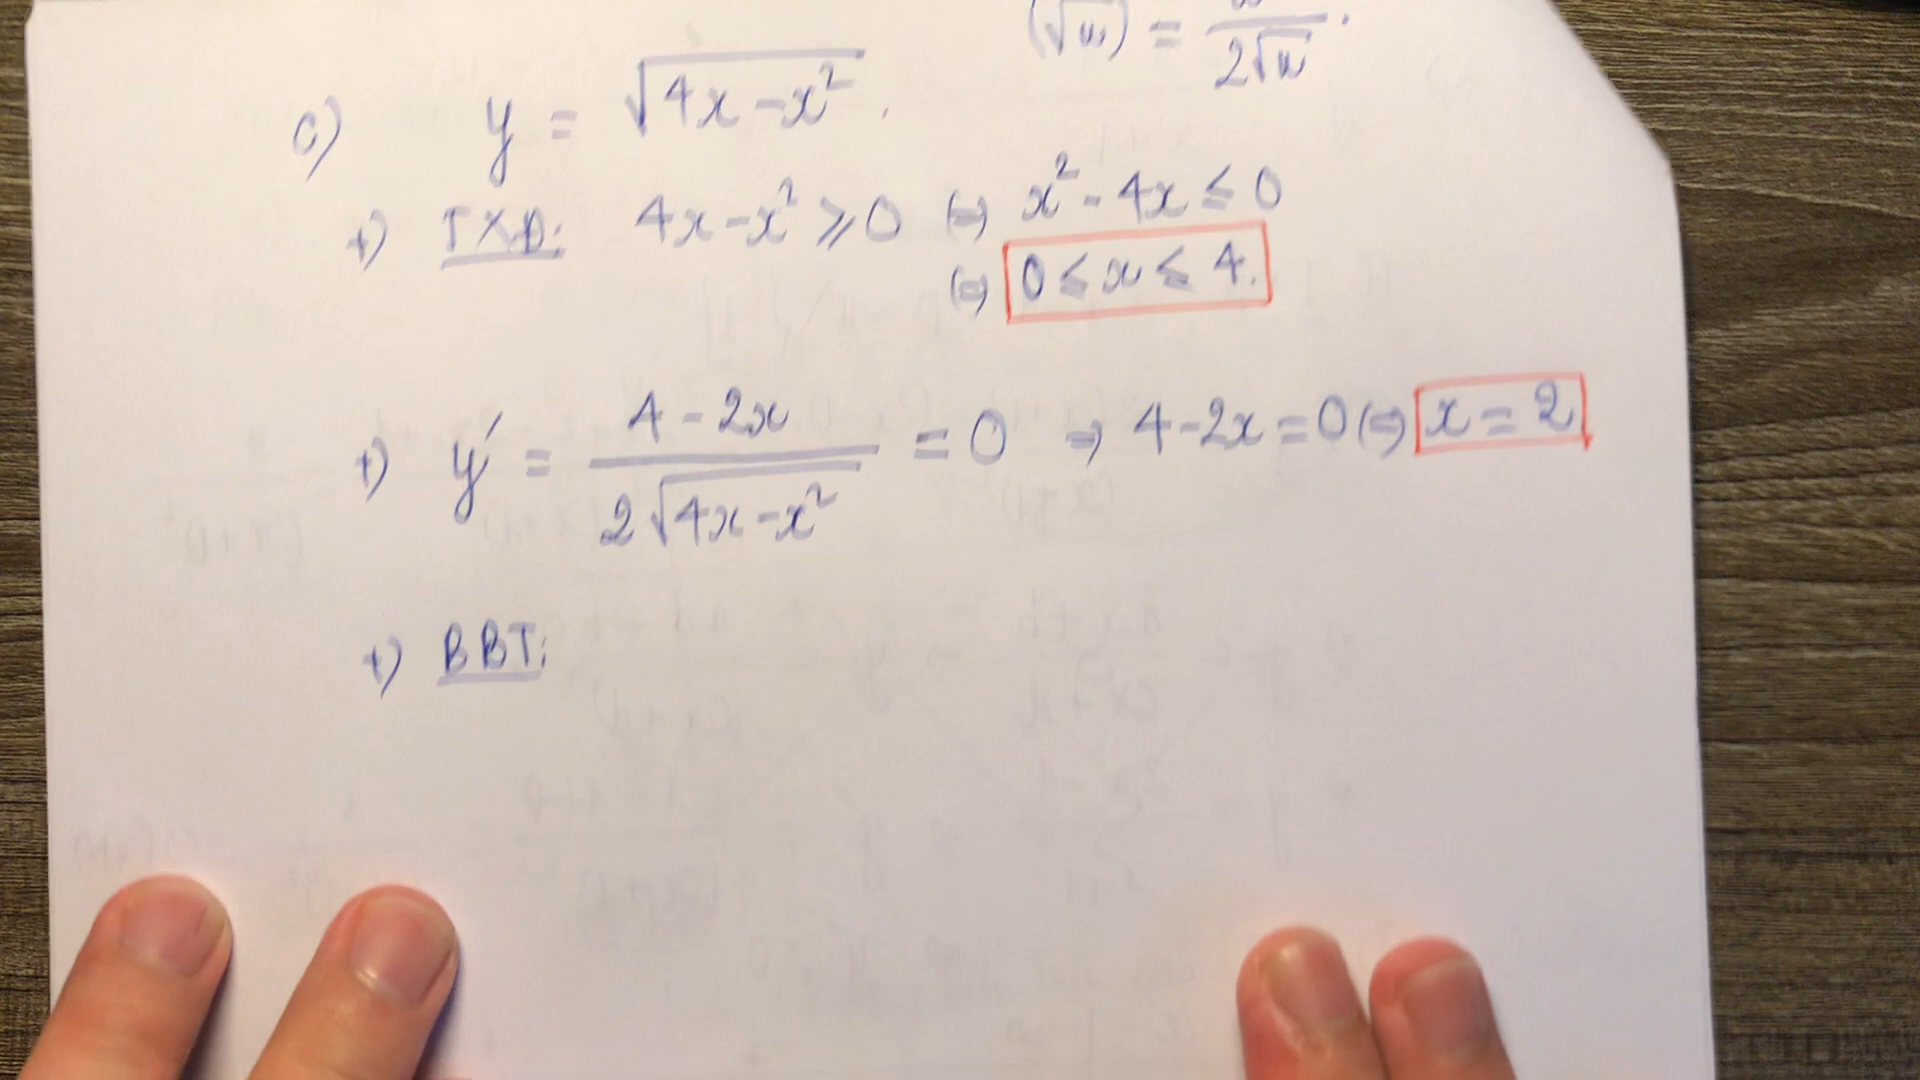 (√u)' = u'/2√u.
c) y = √(4x-x²).
+) TXĐ: 4x-x² ≥ 0 (=) x² - 4x ≤ 0
(=) 0 ≤ x ≤ 4.
+) y' = (4 - 2x)/(2√(4x-x²)) = 0 => 4-2x = 0 (=) x = 2
+) BBT: